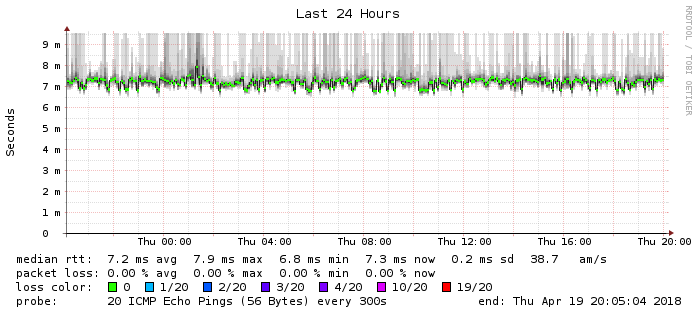 Last 24 Hours
RRDTOOL / TOBI OETIKER
Seconds
9 m
8 m
7 m
6 m
5 m
4 m
3 m
2 m
1 m
0
Thu 00:00 Thu 04:00 Thu 08:00 Thu 12:00 Thu 16:00 Thu 20:00
median rtt: 7.2 ms avg 7.9 ms max 6.8 ms min 7.3 ms now 0.2 ms sd 38.7 am/s
packet loss: 0.00 % avg 0.00 % max 0.00 % min 0.00 % now
loss color: 0 1/20 2/20 3/20 4/20 10/20 19/20
probe: 20 ICMP Echo Pings (56 Bytes) every 300s end: Thu Apr 19 20:05:04 2018